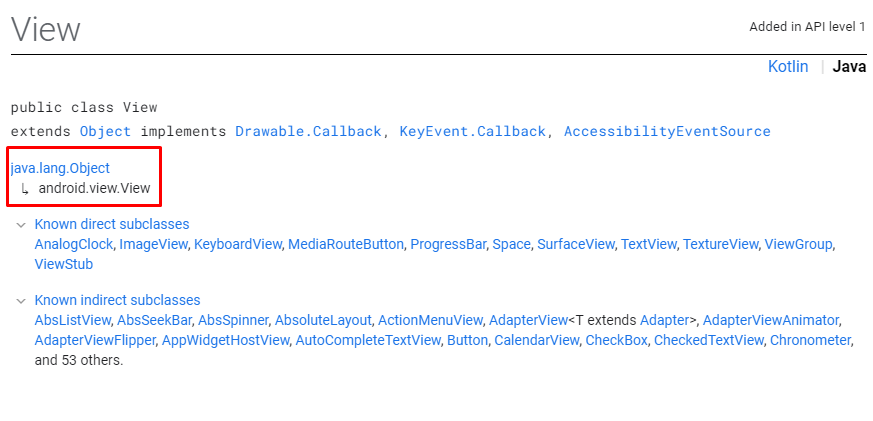 View
Added in API level 1
Kotlin | Java
public class View
extends Object implements Drawable.Callback, KeyEvent.Callback, AccessibilityEventSource
java.lang.Object
↳ android.view.View
Known direct subclasses
AnalogClock, ImageView, KeyboardView, MediaRouteButton, ProgressBar, Space, SurfaceView, TextView, TextureView, ViewGroup,
ViewStub
Known indirect subclasses
AbsListView, AbsSeekBar, AbsSpinner, AbsoluteLayout, ActionMenuView, AdapterView<T extends Adapter>, AdapterViewAnimator,
AdapterViewFlipper, AppWidgetHostView, AutoCompleteTextView, Button, CalendarView, CheckBox, CheckedTextView, Chronometer,
and 53 others.